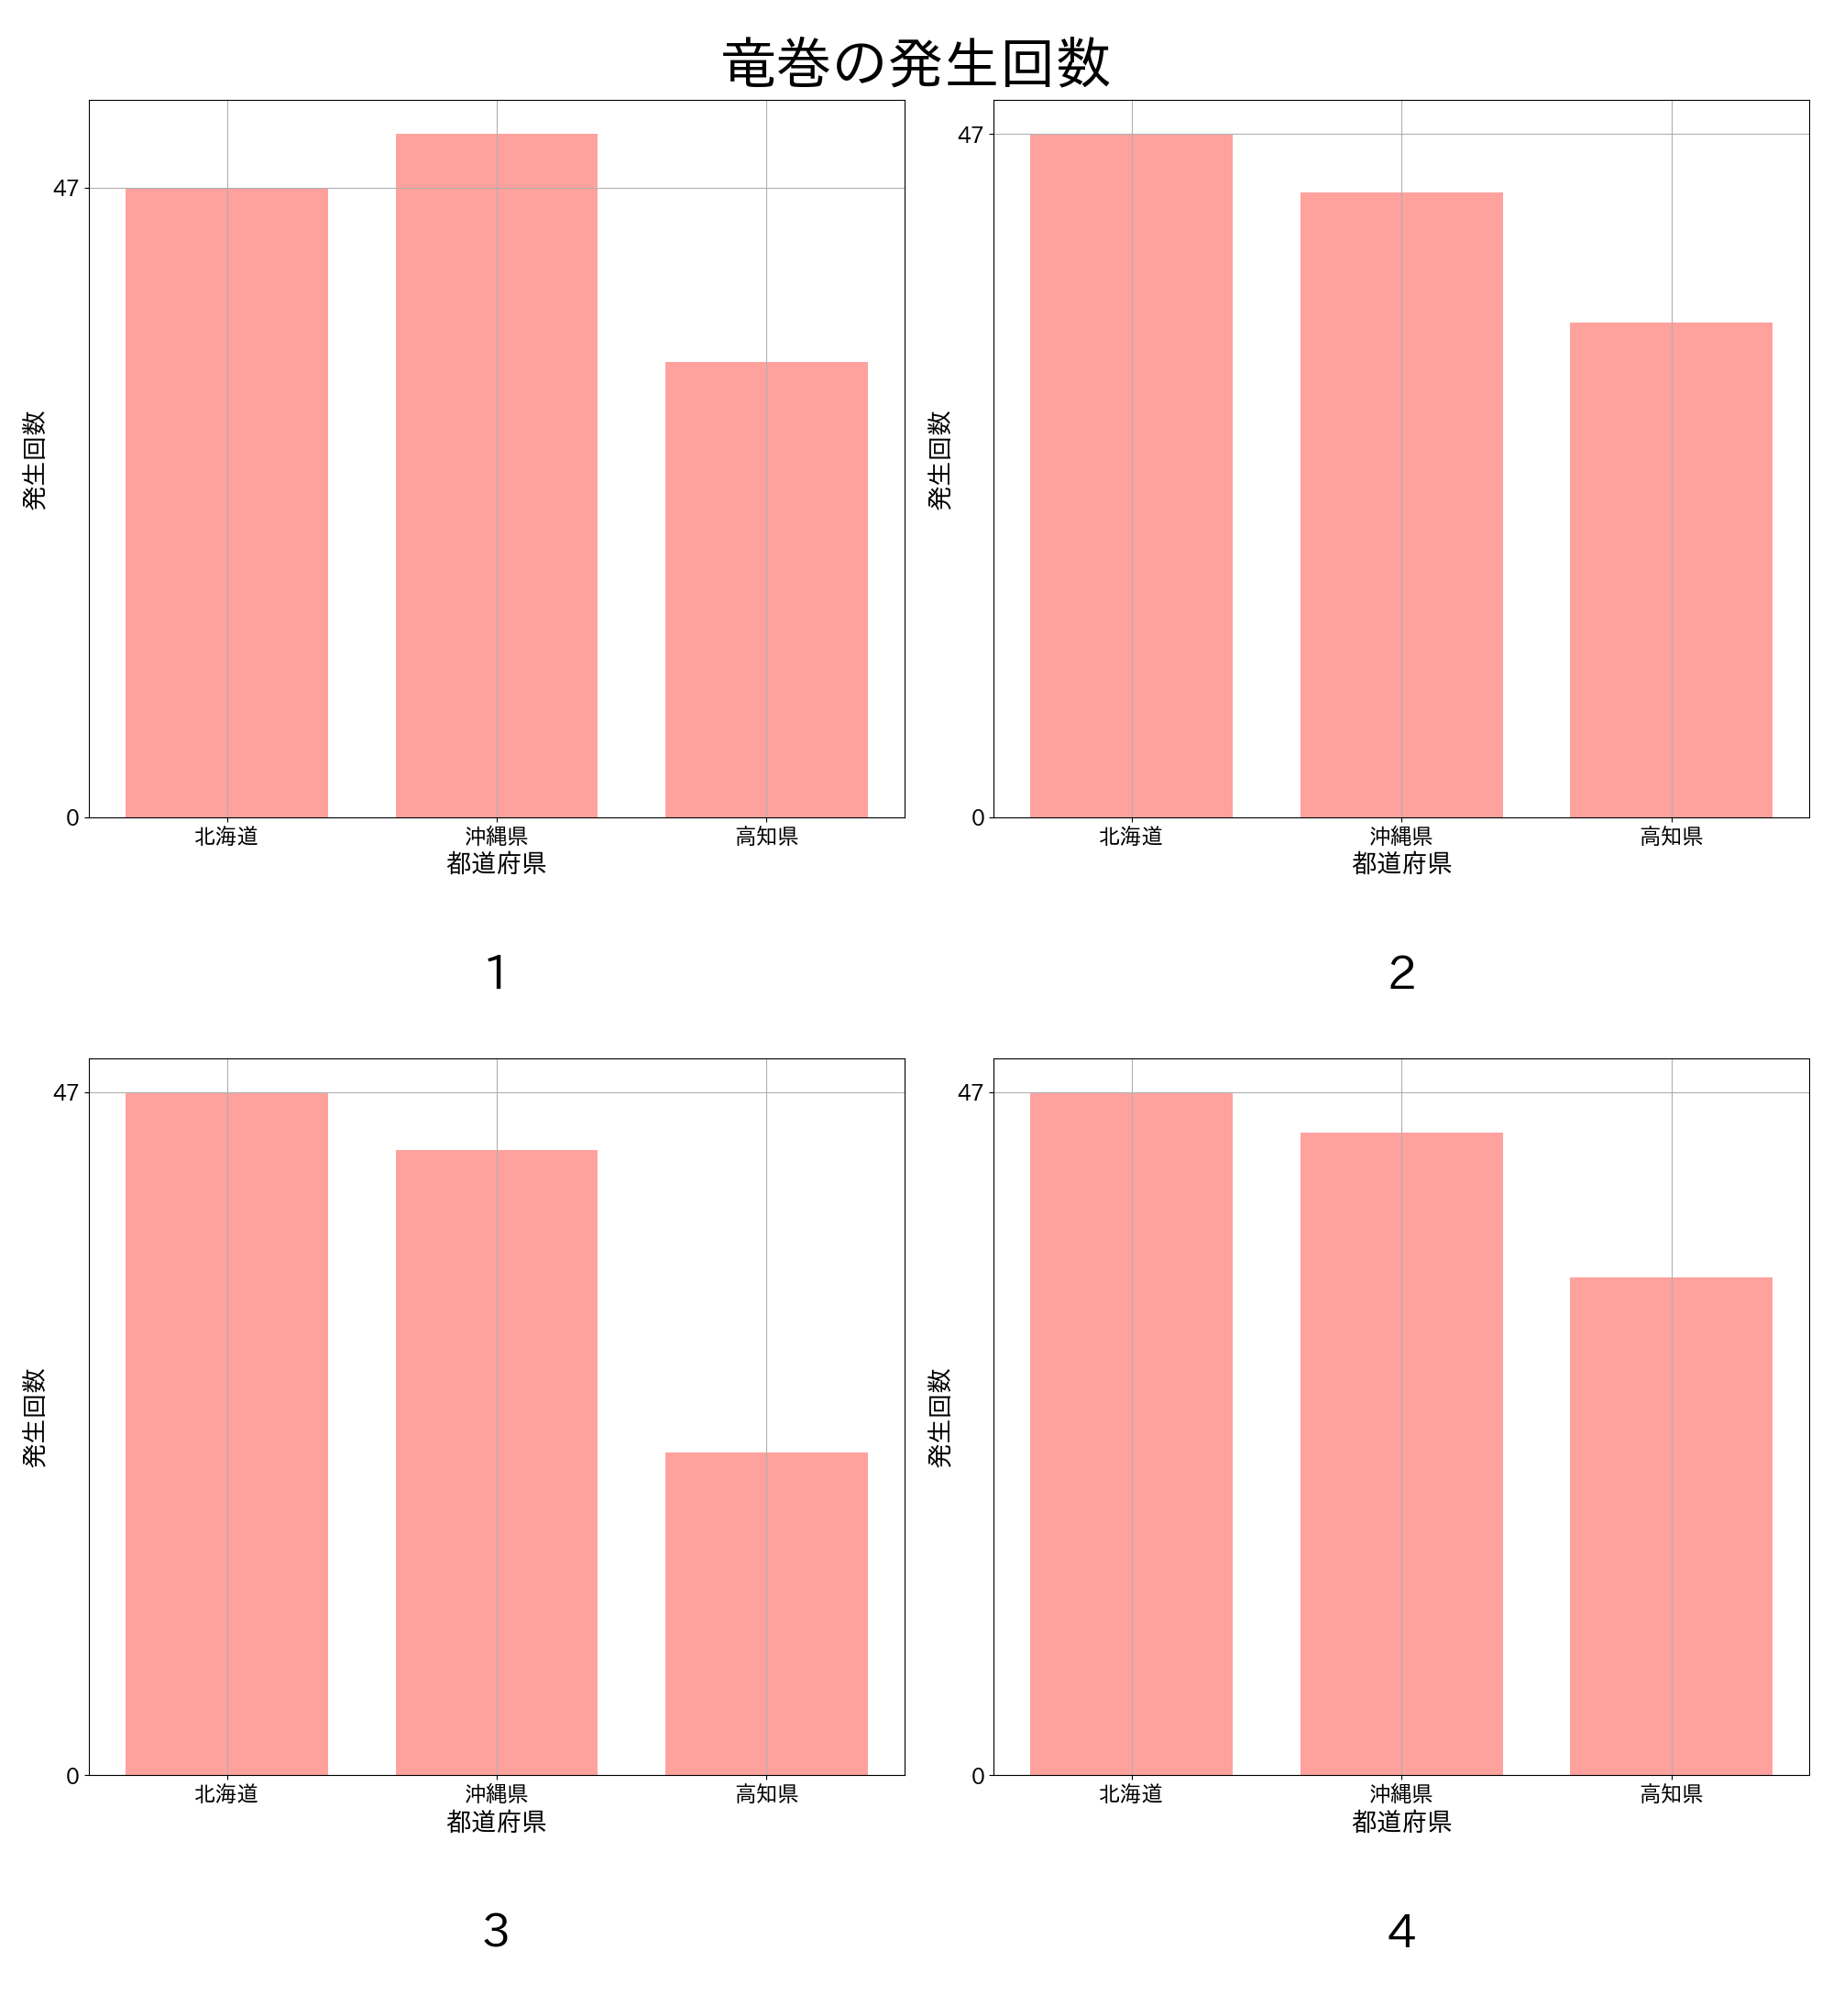 竜巻の発生回数
47
0
発生回数
北海道 沖縄県 高知県
都道府県
1
47
0
発生回数
北海道 沖縄県 高知県
都道府県
2
47
0
発生回数
北海道 沖縄県 高知県
都道府県
3
47
0
発生回数
北海道 沖縄県 高知県
都道府県
4